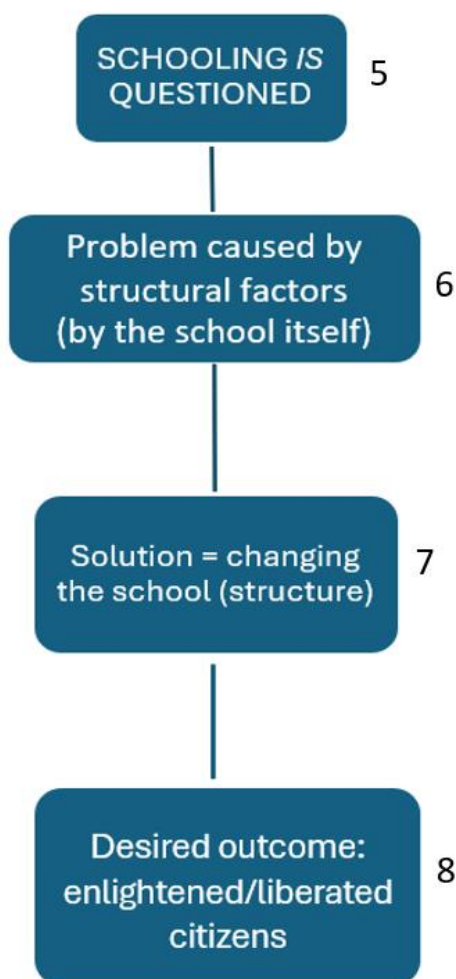 SCHOOLING IS
QUESTIONED
5
Problem caused by
structural factors
(by the school itself)
6
Solution = changing
the school (structure)
7
Desired outcome:
enlightened/liberated
citizens
8